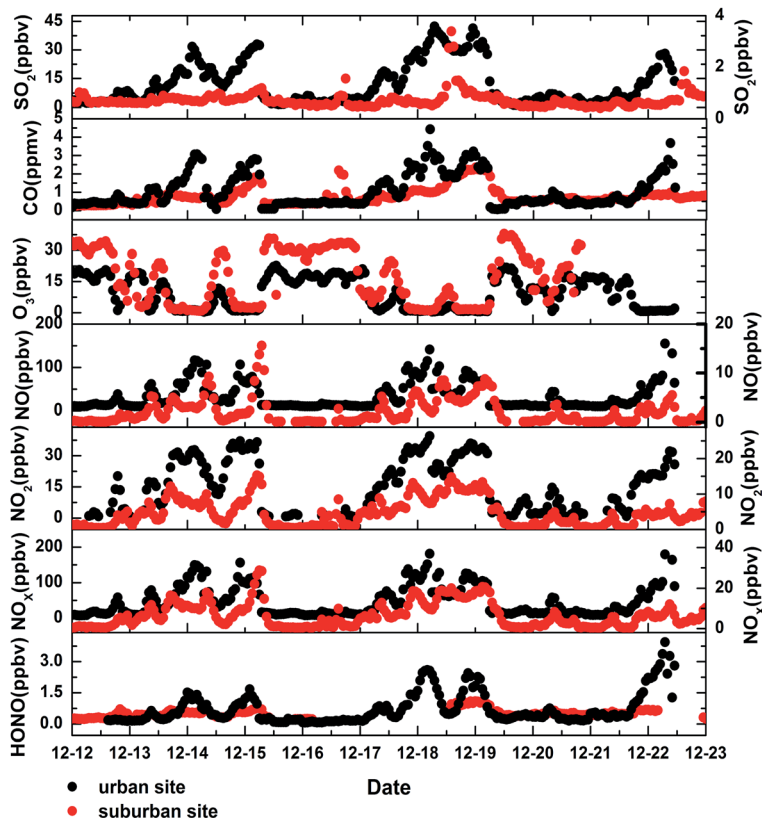 45
30
15
0
SO2(ppbv)
4
2
0
SO2(ppbv)
5
4
3
2
1
0
CO(ppmv)
30
15
0
O3(ppbv)
200
100
0
NO(ppbv)
20
10
0
NO(ppbv)
30
15
0
NO2(ppbv)
20
10
0
NO2(ppbv)
200
100
0
NOX(ppbv)
40
20
0
NOX(ppbv)
3.0
1.5
0.0
HONO(ppbv)
12-12 12-13 12-14 12-15 12-16 12-17 12-18 12-19 12-20 12-21 12-22 12-23
Date
urban site
suburban site